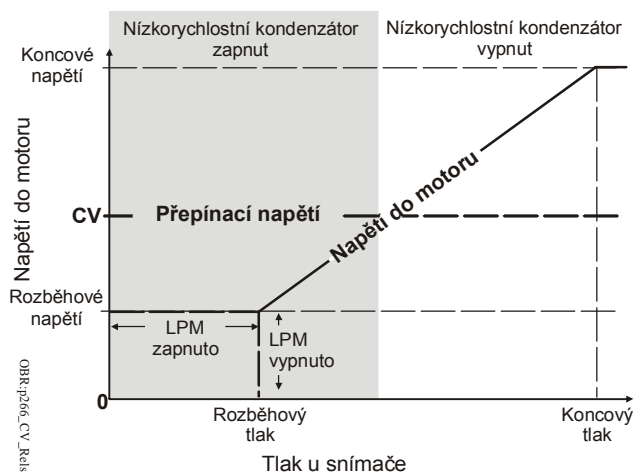 Nízkorychlostní kondenzátor
zapnut
Nízkorychlostní kondenzátor
vypnut
Koncové
napětí
Napětí do motoru
CV
Přepínací napětí
Napětí do motoru
Rozběhové
napětí
LPM
zapnuto
LPM
vypnuto
0
Rozběhový
tlak
Koncový
tlak
Tlak u snímače
OBR:p266_CV_Rels